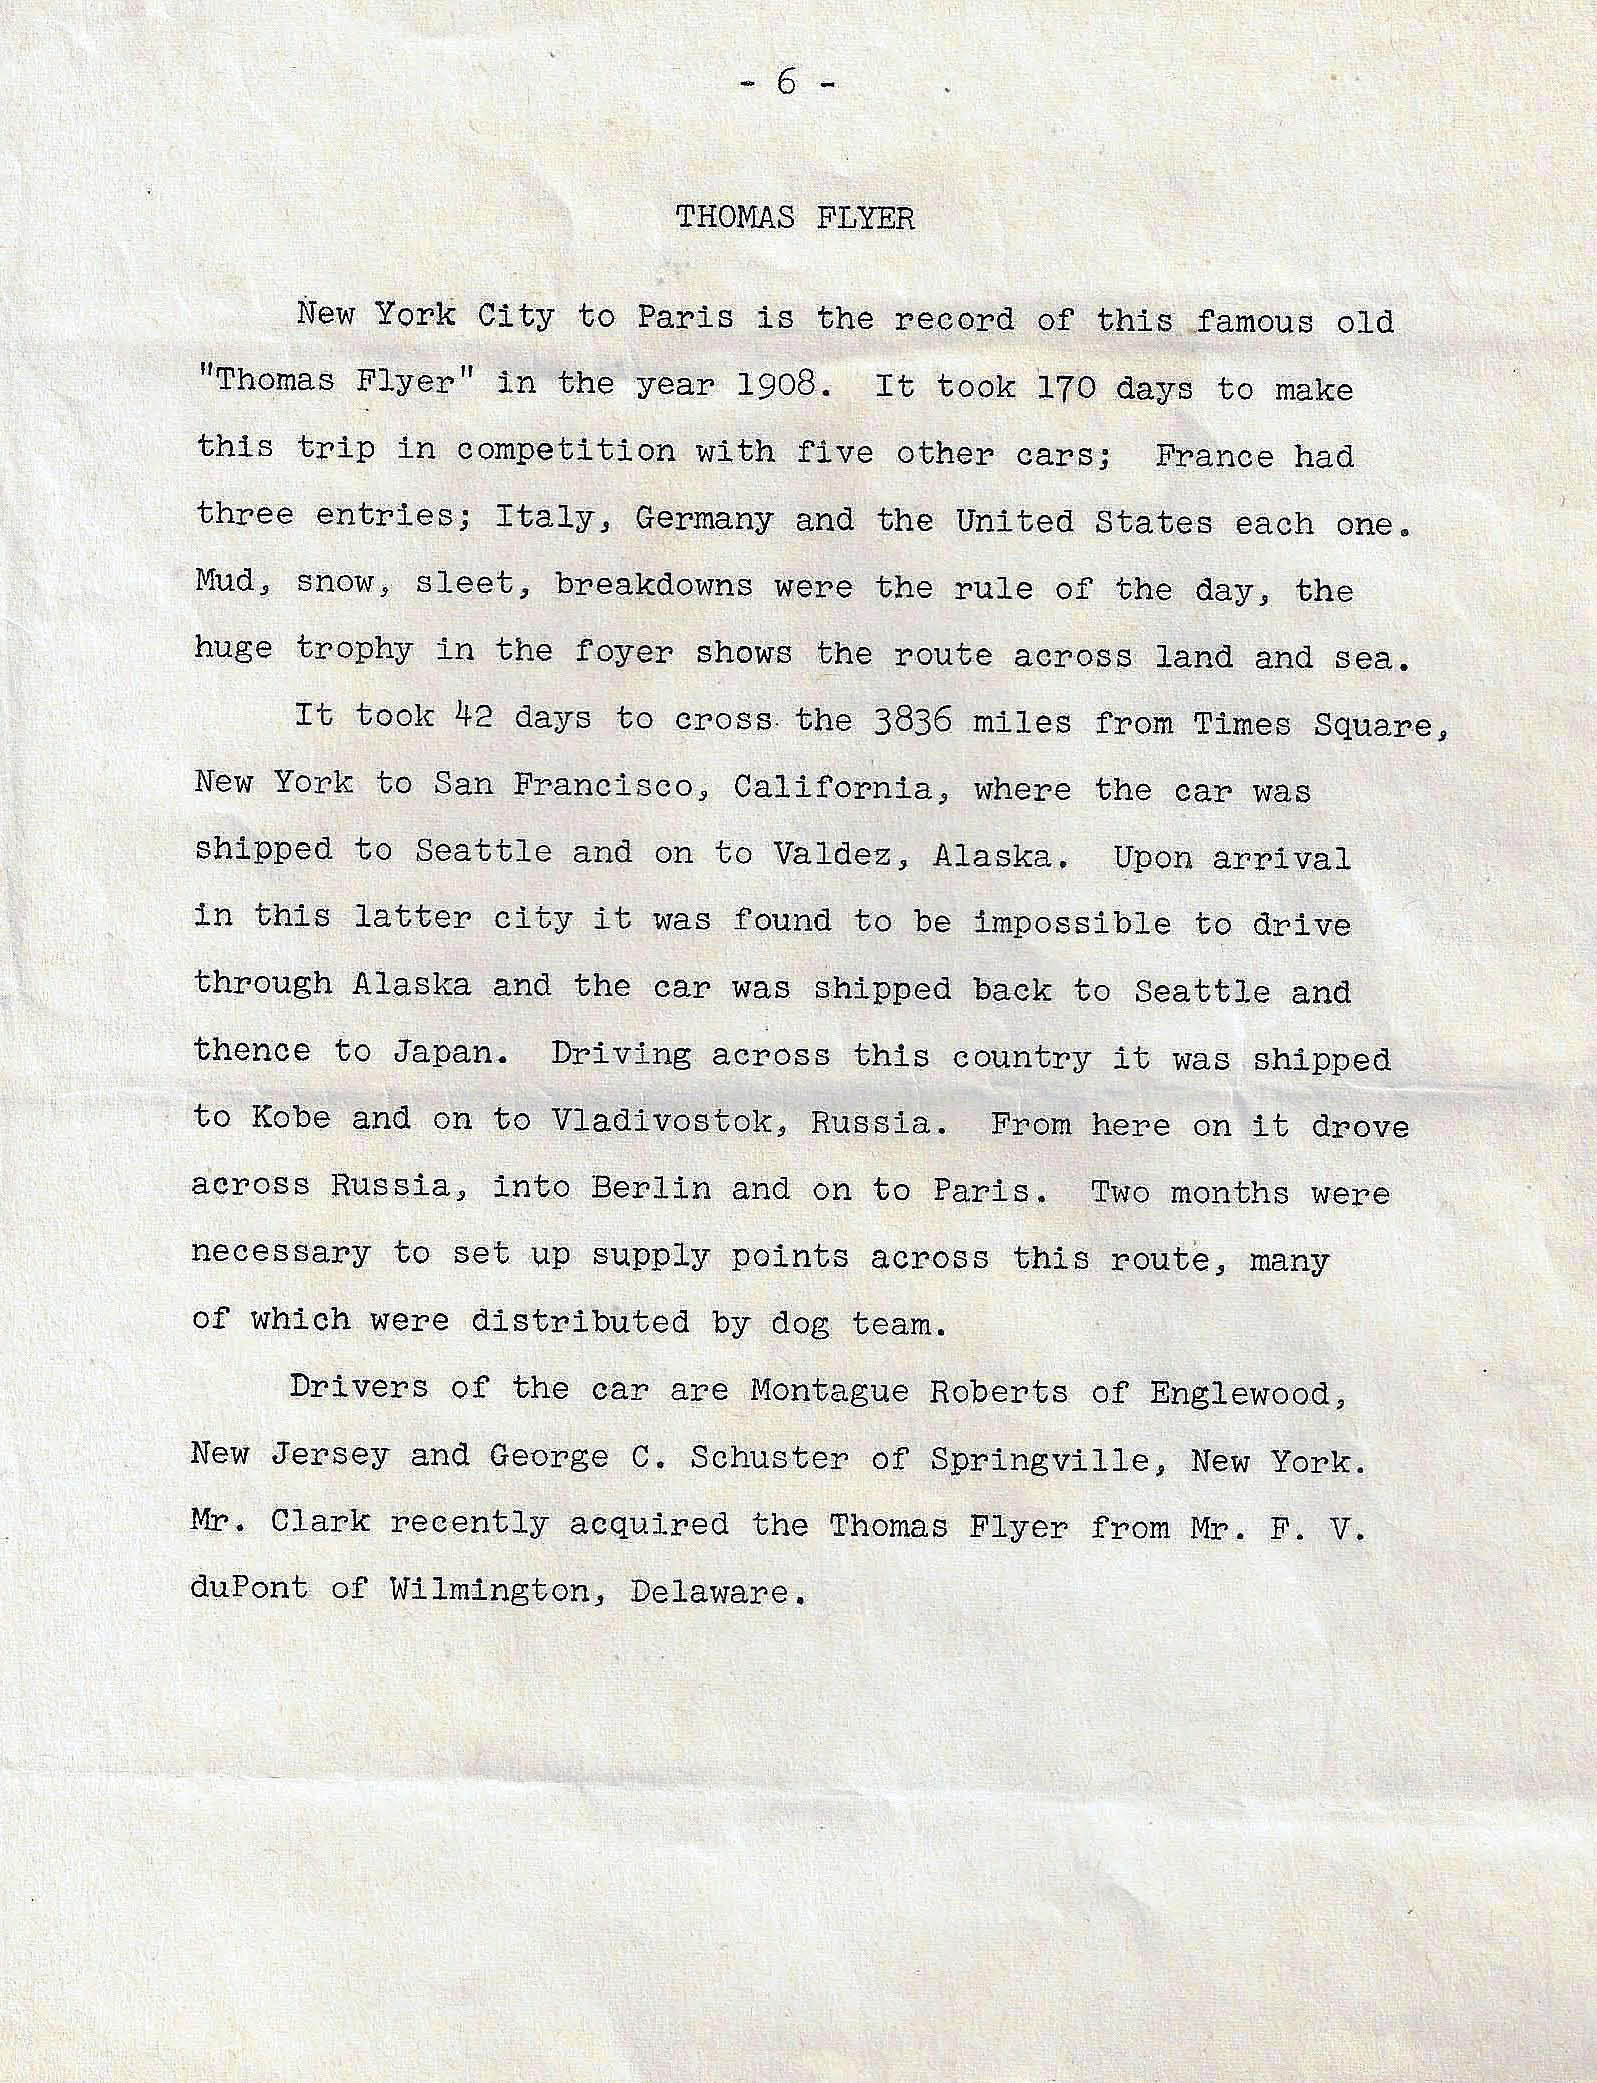 - 6 -
THOMAS FLYER
New York City to Paris is the record of this famous old
"Thomas Flyer" in the year 1908. It took 170 days to make
this trip in competition with five other cars; France had
three entries; Italy, Germany and the United States each one.
Mud, snow, sleet, breakdowns were the rule of the day, the
huge trophy in the foyer shows the route across land and sea.
It took 42 days to cross the 3836 miles from Times Square,
New York to San Francisco, California, where the car was
shipped to Seattle and on to Valdez, Alaska. Upon arrival
in this latter city it was found to be impossible to drive
through Alaska and the car was shipped back to Seattle and
thence to Japan. Driving across this country it was shipped
to Kobe and on to Vladivostok, Russia. From here on it drove
across Russia, into Berlin and on to Paris. Two months were
necessary to set up supply points across this route, many
of which were distributed by dog team.
Drivers of the car are Montague Roberts of Englewood,
New Jersey and George C. Schuster of Springville, New York.
Mr. Clark recently acquired the Thomas Flyer from Mr. F. V.
duPont of Wilmington, Delaware.